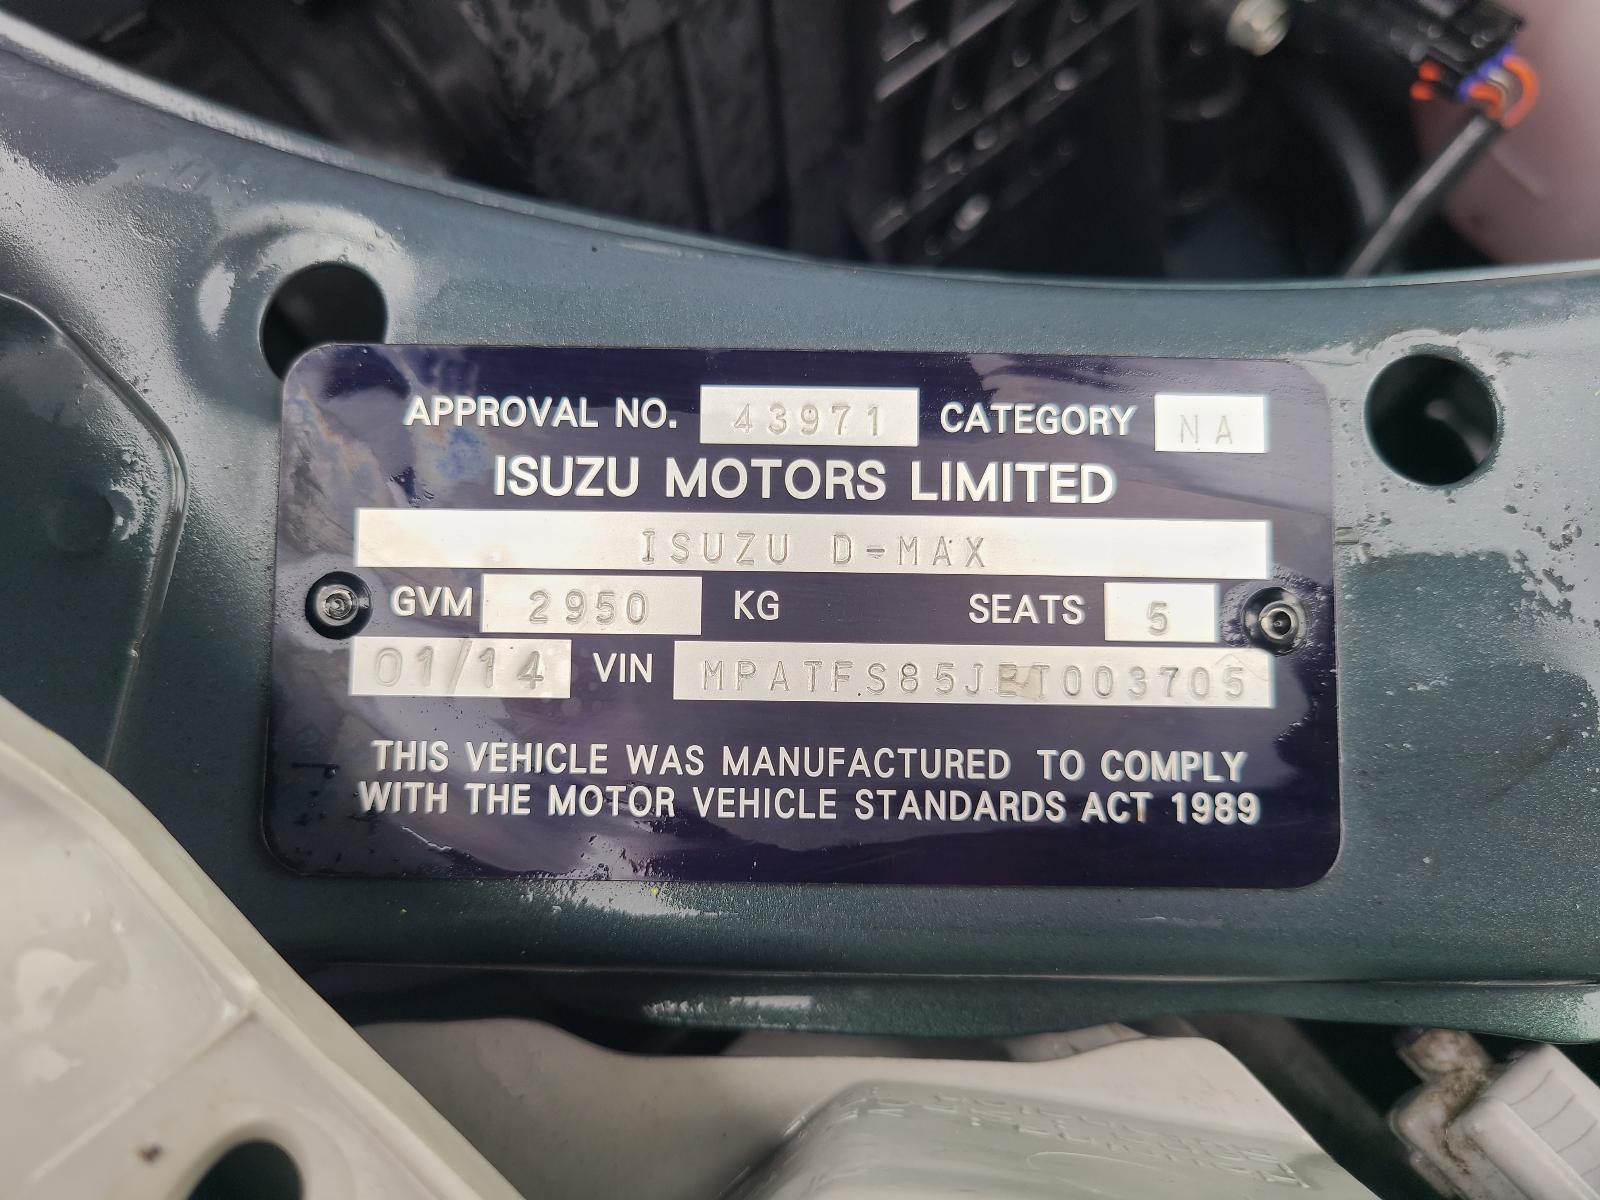 APPROVAL NO. 43971 CATEGORY NA
ISUZU MOTORS LIMITED
ISUZU D-MAX
GVM 2950 KG SEATS 5
01/14 VIN MPATFS85JET003705
THIS VEHICLE WAS MANUFACTURED TO COMPLY
WITH THE MOTOR VEHICLE STANDARDS ACT 1989